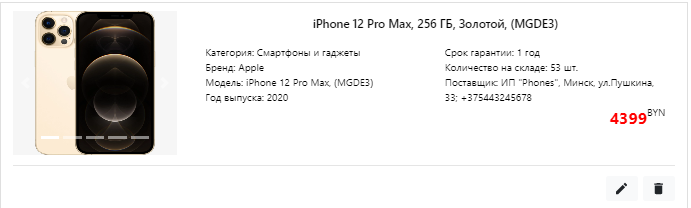 iPhone 12 Pro Max, 256 ГБ, Золотой, (MGDE3)
Категория: Смартфоны и гаджеты
Бренд: Apple
Модель: iPhone 12 Pro Max, (MGDE3)
Год выпуска: 2020
Срок гарантии: 1 год
Количество на складе: 53 шт.
Поставщик: ИП "Phones", Минск, ул.Пушкина,
33; +375443245678
4399BYN